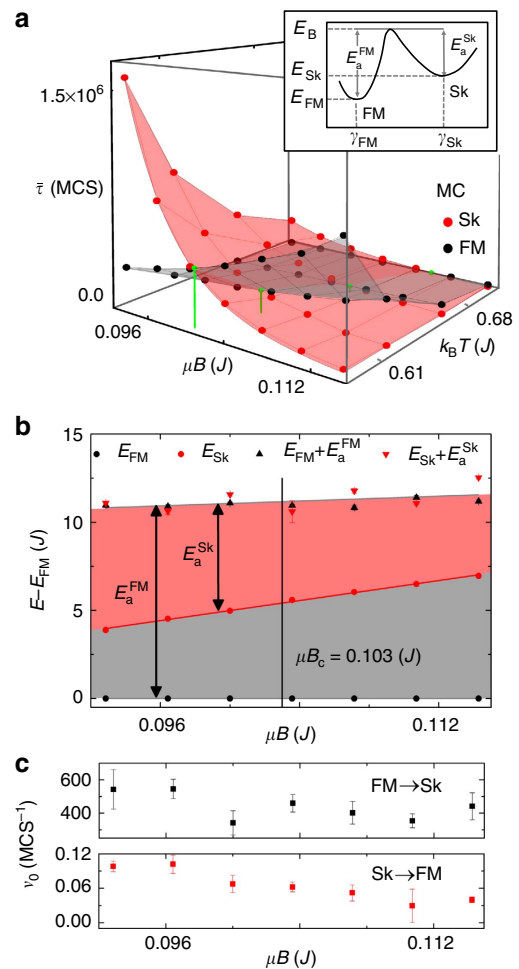 a
E_B
E_a^FM
E_a^Sk
E_Sk
E_FM
FM
Sk
γ_FM
γ_Sk
1.5×10⁶
τ̄ (MCS)
0.0
MC
Sk
FM
0.096
μB (J)
0.112
0.61
k_BT (J)
0.68
b
E_FM E_Sk E_FM+E_a^FM E_Sk+E_a^Sk
15
10
5
0
E–E_FM (J)
E_a^FM
E_a^Sk
μB_c = 0.103 (J)
0.096 0.112
μB (J)
c
600
400
FM→Sk
ν₀ (MCS⁻¹)
0.12
0.06
0.00
Sk→FM
0.096 0.112
μB (J)